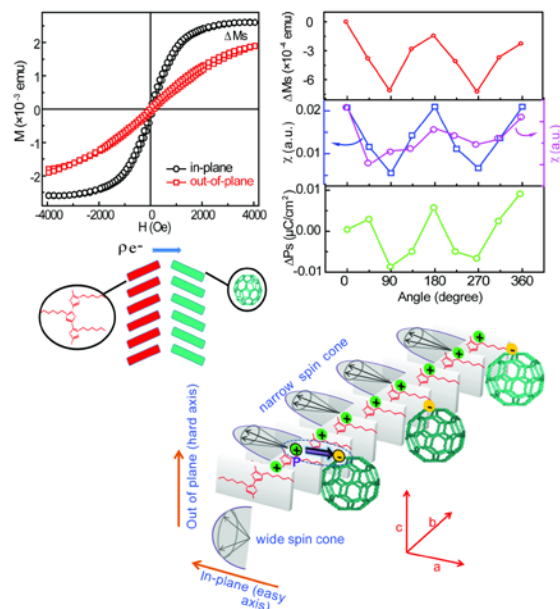 ΔMs
M (×10⁻³ emu)
2
1
0
-1
-2
in-plane
out-of-plane
-4000 -2000 0 2000 4000
H (Oe)
ΔMs (×10⁻⁴ emu)
0
-3
-6
χ (a.u.)
0.02
0.01
0.01
χ (a.u.)
ΔPs (μC/cm²)
0.00
-0.01
0 90 180 270 360
Angle (degree)
ρe⁻
narrow spin cone
Out of plane (hard axis)
+ + + + + + + +
- - -
P
wide spin cone
In-plane (easy
axis)
c b
a